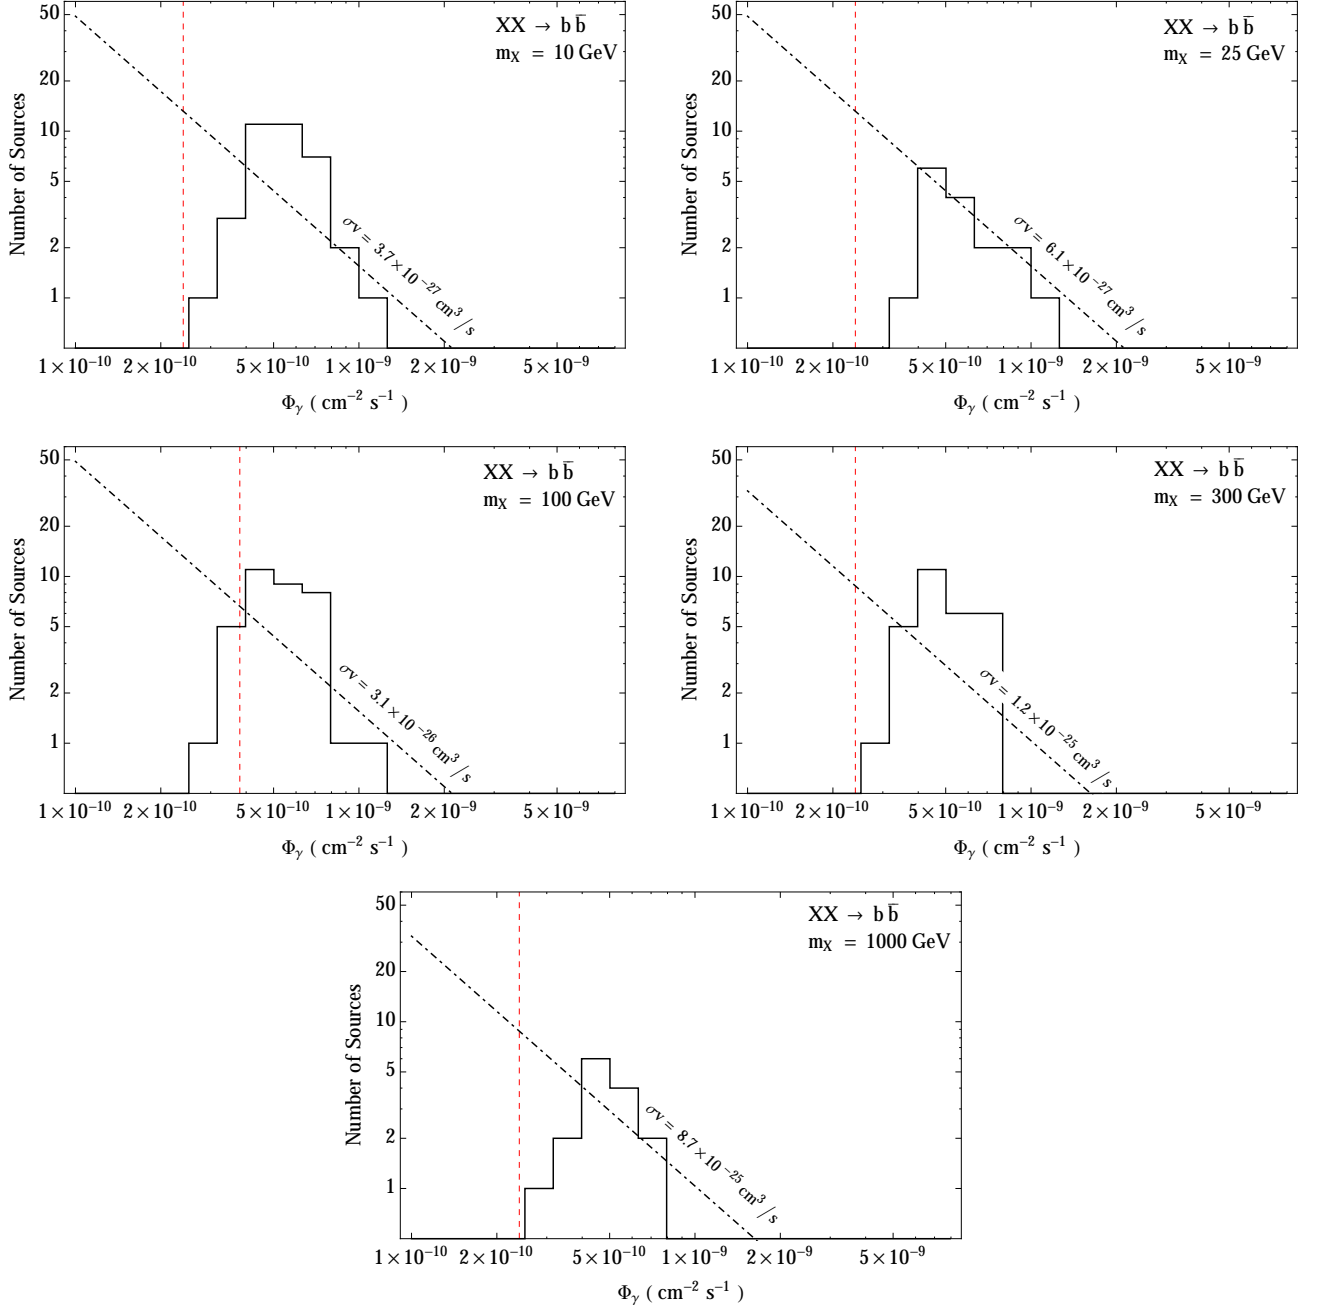 XX → b b̄
m_X = 10 GeV
50
20
10
5
2
1
Number of Sources
σv = 3.7×10⁻²⁷ cm³/s
1×10⁻¹⁰ 2×10⁻¹⁰ 5×10⁻¹⁰ 1×10⁻⁹ 2×10⁻⁹ 5×10⁻⁹
Φ_γ ( cm⁻² s⁻¹ )
XX → b b̄
m_X = 25 GeV
50
20
10
5
2
1
Number of Sources
σv = 6.1×10⁻²⁷ cm³/s
1×10⁻¹⁰ 2×10⁻¹⁰ 5×10⁻¹⁰ 1×10⁻⁹ 2×10⁻⁹ 5×10⁻⁹
Φ_γ ( cm⁻² s⁻¹ )
XX → b b̄
m_X = 100 GeV
50
20
10
5
2
1
Number of Sources
σv = 3.1×10⁻²⁶ cm³/s
1×10⁻¹⁰ 2×10⁻¹⁰ 5×10⁻¹⁰ 1×10⁻⁹ 2×10⁻⁹ 5×10⁻⁹
Φ_γ ( cm⁻² s⁻¹ )
XX → b b̄
m_X = 300 GeV
50
20
10
5
2
1
Number of Sources
σv = 1.2×10⁻²⁵ cm³/s
1×10⁻¹⁰ 2×10⁻¹⁰ 5×10⁻¹⁰ 1×10⁻⁹ 2×10⁻⁹ 5×10⁻⁹
Φ_γ ( cm⁻² s⁻¹ )
XX → b b̄
m_X = 1000 GeV
50
20
10
5
2
1
Number of Sources
σv = 8.7×10⁻²⁵ cm³/s
1×10⁻¹⁰ 2×10⁻¹⁰ 5×10⁻¹⁰ 1×10⁻⁹ 2×10⁻⁹ 5×10⁻⁹
Φ_γ ( cm⁻² s⁻¹ )